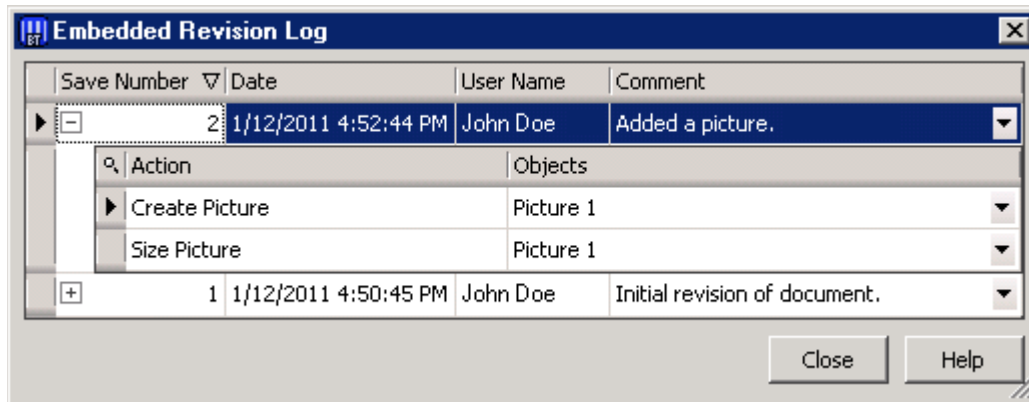 BT Embedded Revision Log
Save Number Date User Name Comment
2 1/12/2011 4:52:44 PM John Doe Added a picture.
Action Objects
Create Picture Picture 1
Size Picture Picture 1
1 1/12/2011 4:50:45 PM John Doe Initial revision of document.
Close Help